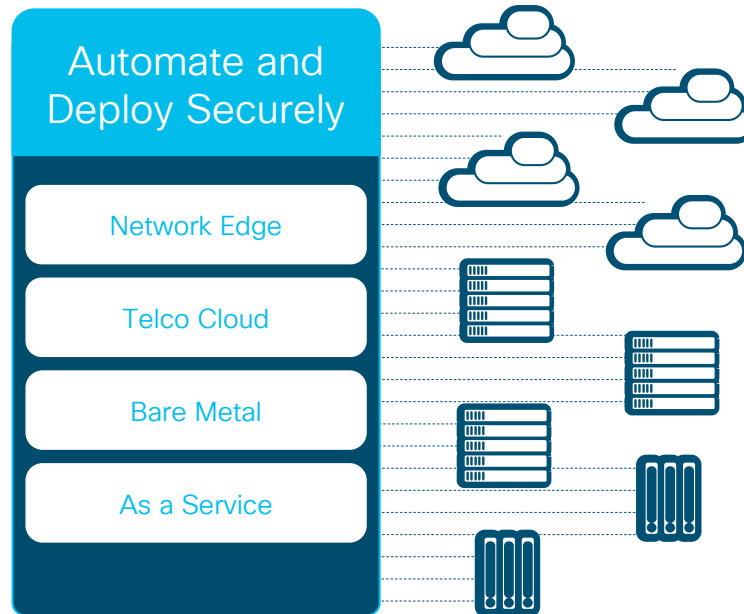 Automate and
Deploy Securely
Network Edge
Telco Cloud
Bare Metal
As a Service